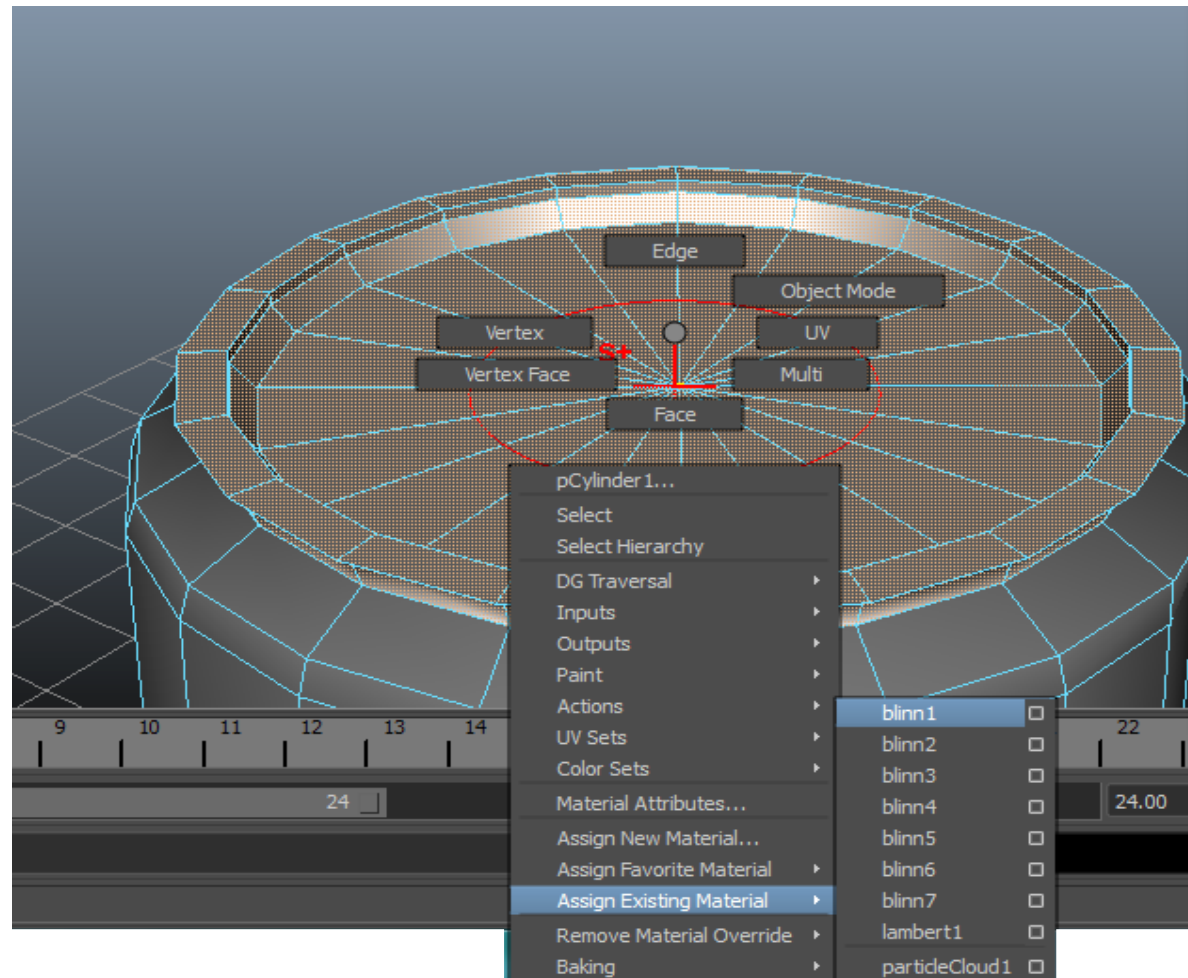 Edge
Object Mode
Vertex
UV
S+
Vertex Face
Multi
Face
pCylinder1...
Select
Select Hierarchy
DG Traversal
Inputs
Outputs
Paint
Actions
UV Sets
Color Sets
Material Attributes...
Assign New Material...
Assign Favorite Material
Assign Existing Material
Remove Material Override
Baking
blinn1
blinn2
blinn3
blinn4
blinn5
blinn6
blinn7
lambert1
particleCloud1
9 10 11 12 13 14 22
24 24.00